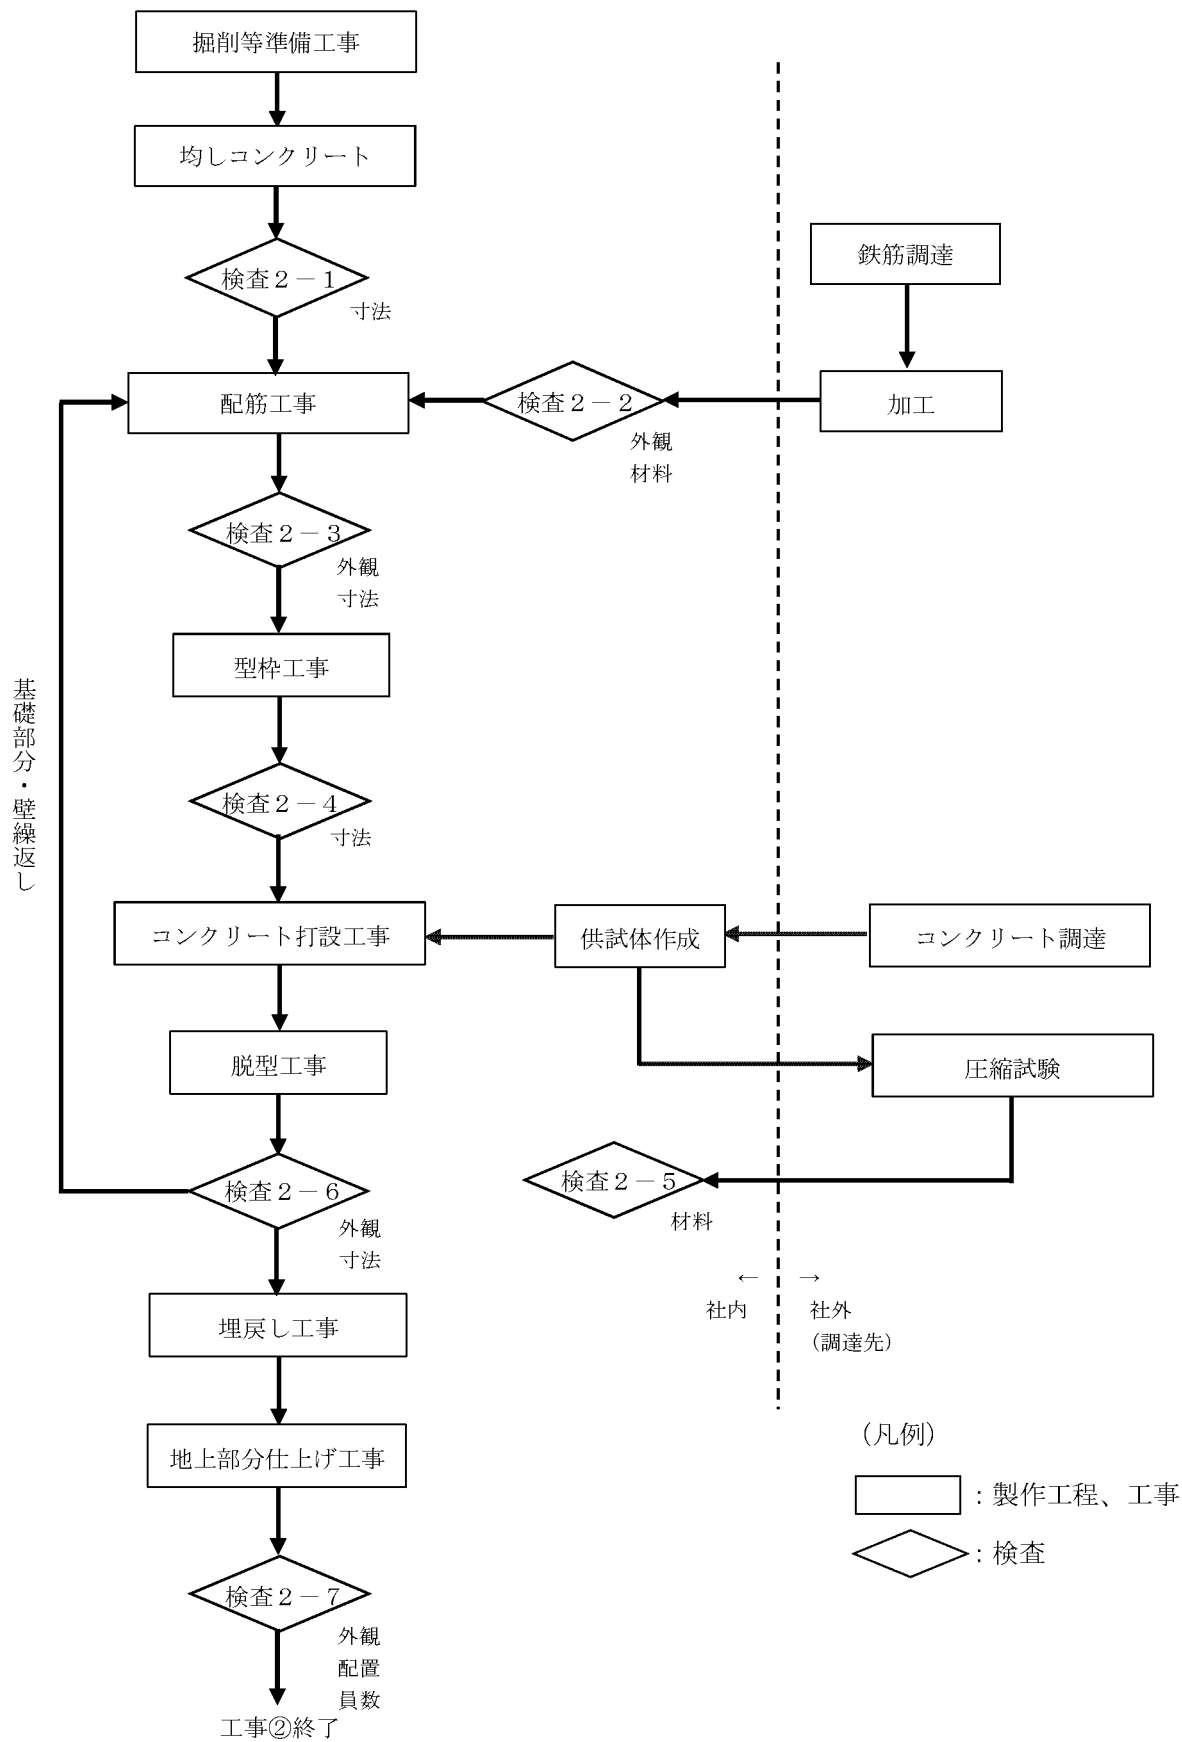 掘削等準備工事
均しコンクリート
検査２－１
寸法
鉄筋調達
配筋工事
検査２－２
外観
材料
加工
検査２－３
外観
寸法
型枠工事
検査２－４
寸法
基礎部分・壁繰返し
コンクリート打設工事
供試体作成
コンクリート調達
脱型工事
圧縮試験
検査２－６
外観
寸法
検査２－５
材料
← →
社内 社外
（調達先）
埋戻し工事
地上部分仕上げ工事
検査２－７
外観
配置
員数
工事②終了
（凡例）
：製作工程、工事
：検査